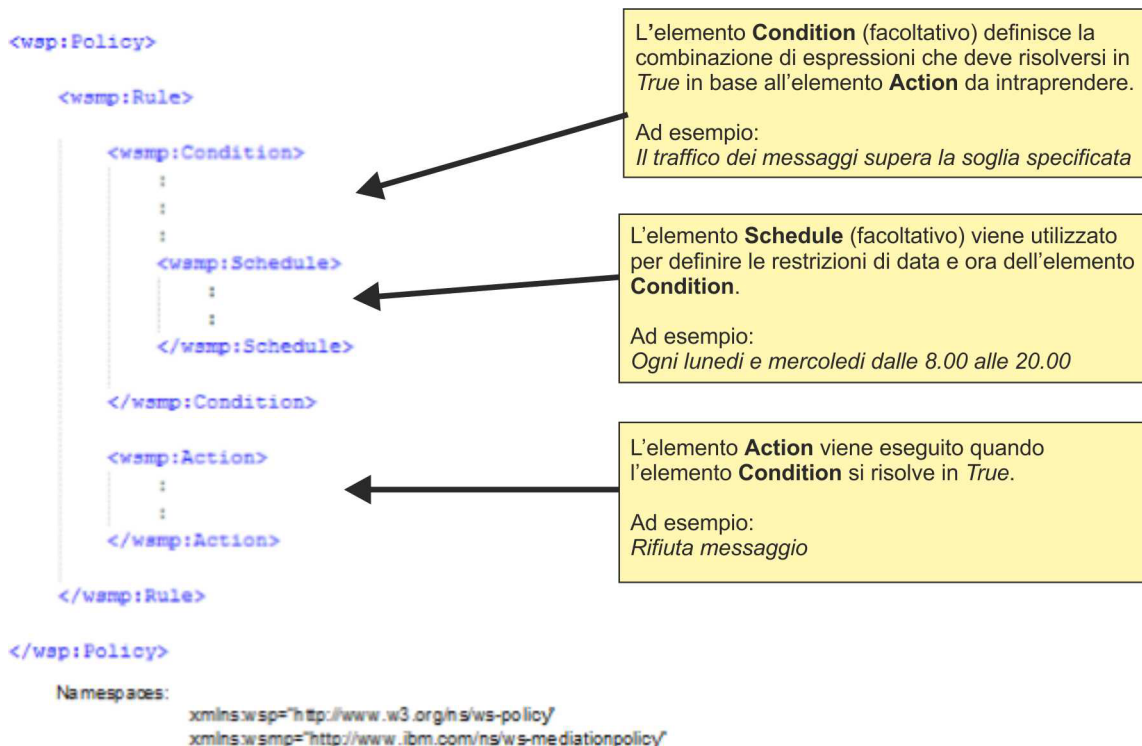 <wsp:Policy>
<wsmp:Rule>
<wsmp:Condition>
:
:
:
<wsmp:Schedule>
:
:
</wsmp:Schedule>
</wsmp:Condition>
<wsmp:Action>
:
:
</wsmp:Action>
</wsmp:Rule>
</wsp:Policy>
L'elemento Condition (facoltativo) definisce la
combinazione di espressioni che deve risolversi in
True in base all'elemento Action da intraprendere.
Ad esempio:
Il traffico dei messaggi supera la soglia specificata
L'elemento Schedule (facoltativo) viene utilizzato
per definire le restrizioni di data e ora dell'elemento
Condition.
Ad esempio:
Ogni lunedi e mercoledi dalle 8.00 alle 20.00
L'elemento Action viene eseguito quando
l'elemento Condition si risolve in True.
Ad esempio:
Rifiuta messaggio
Namespaces:
xmlns:wsp="http://www.w3.org/ns/ws-policy"
xmlns:wsmp="http://www.ibm.com/ns/ws-mediationpolicy"